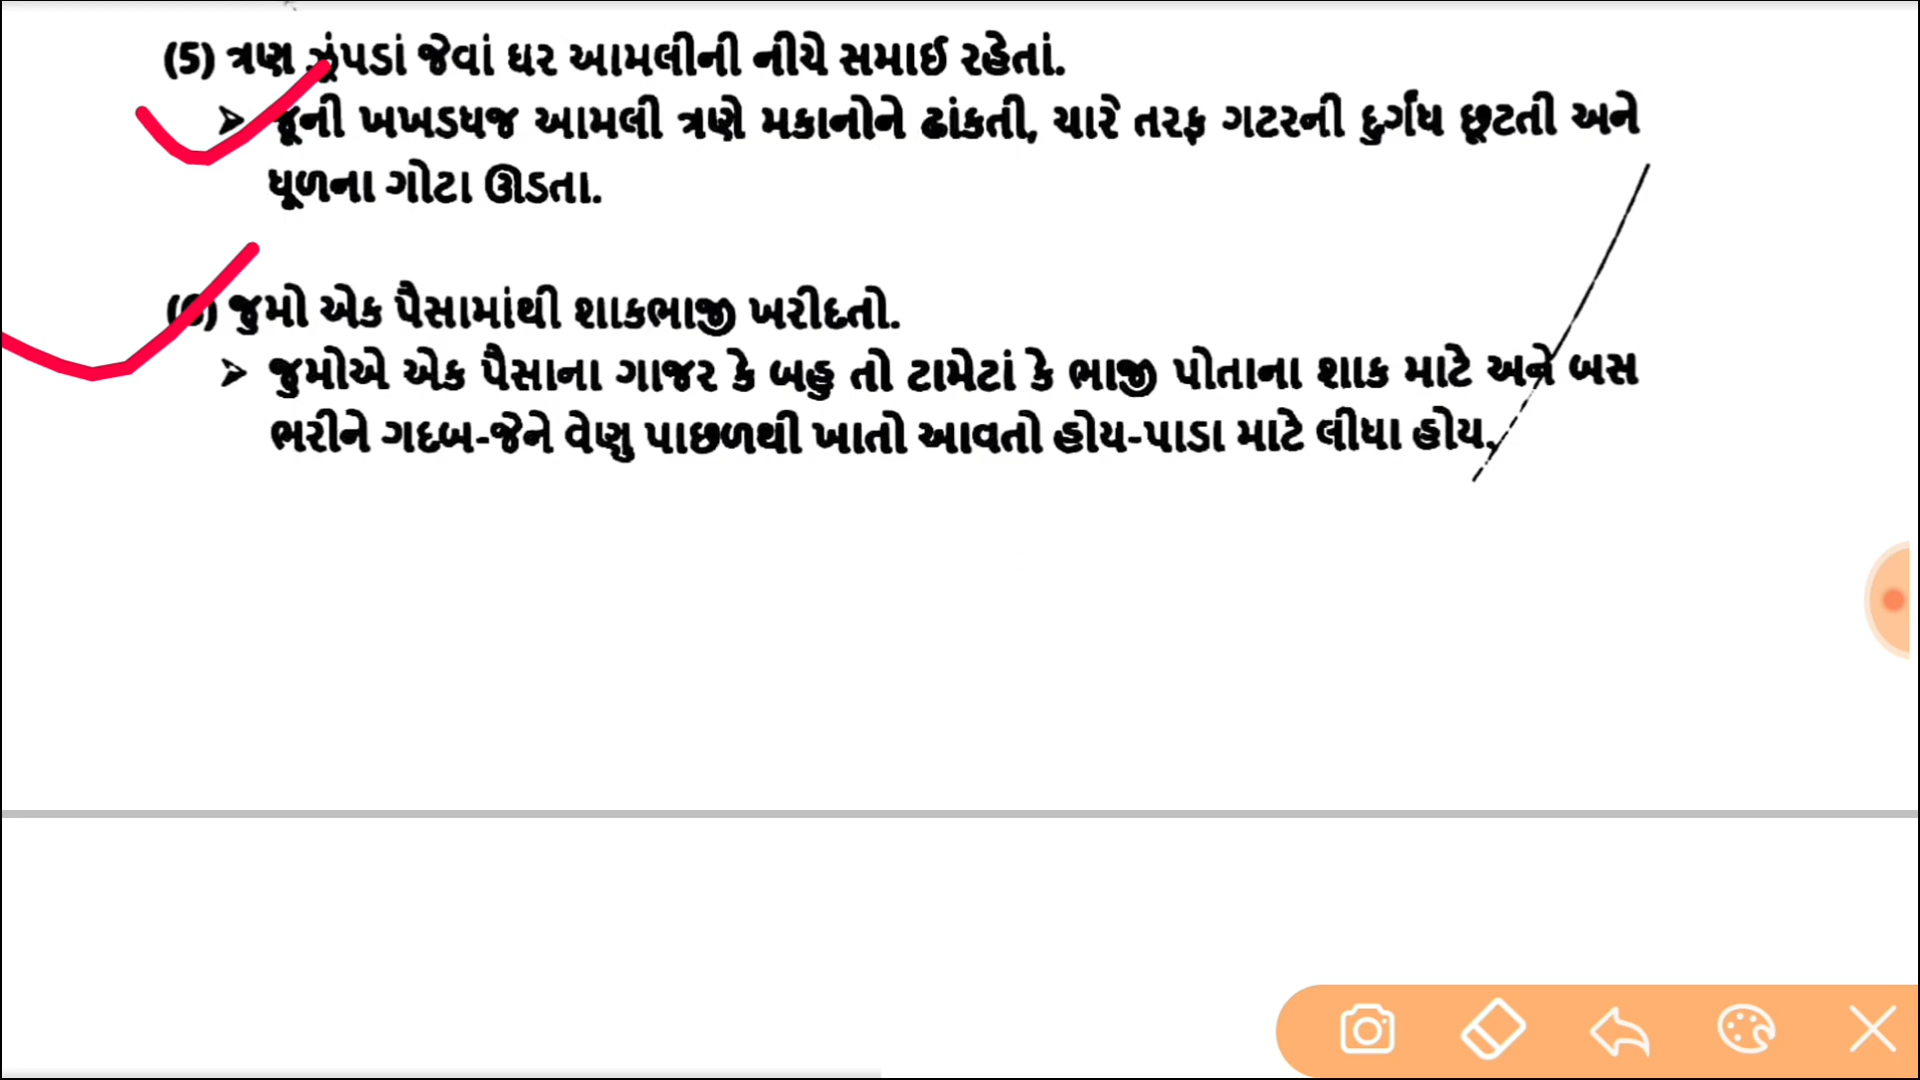 (5) ત્રણ ઝૂંપડાં જેવાં ઘર આમલીની નીચે સમાઈ રહેતાં.
➢ જૂની ખખડધજ આમલી ત્રણે મકાનોને ઢાંકતી, ચારે તરફ ગટરની દુર્ગંધ છૂટતી અને
ધૂળના ગોટા ઊડતા.
(6) જુમો એક પૈસામાંથી શાકભાજી ખરીદતો.
➢ જુમોએ એક પૈસાના ગાજર કે બહુ તો ટામેટાં કે ભાજી પોતાના શાક માટે અને બસ
ભરીને ગદબ-જેને વેણુ પાછળથી ખાતો આવતો હોય-પાડા માટે લીધા હોય.